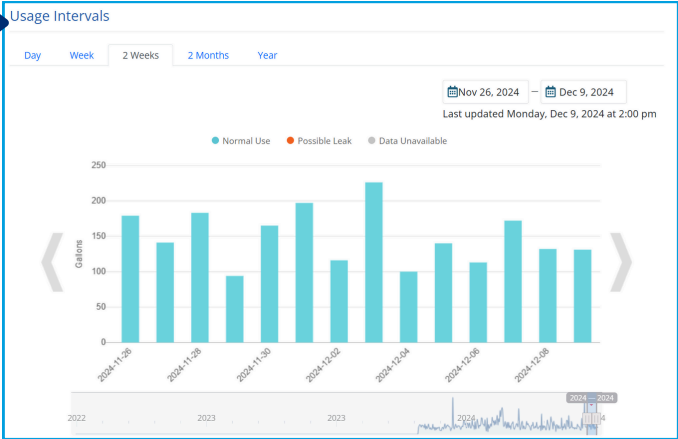 Usage Intervals
Day Week 2 Weeks 2 Months Year
Nov 26, 2024 – Dec 9, 2024
Last updated Monday, Dec 9, 2024 at 2:00 pm
Normal Use Possible Leak Data Unavailable
250
200
150
100
50
0
Gallons
2024-11-26 2024-11-28 2024-11-30 2024-12-02 2024-12-04 2024-12-06 2024-12-08
2024 — 2024
2022 2023 2023 2024 4